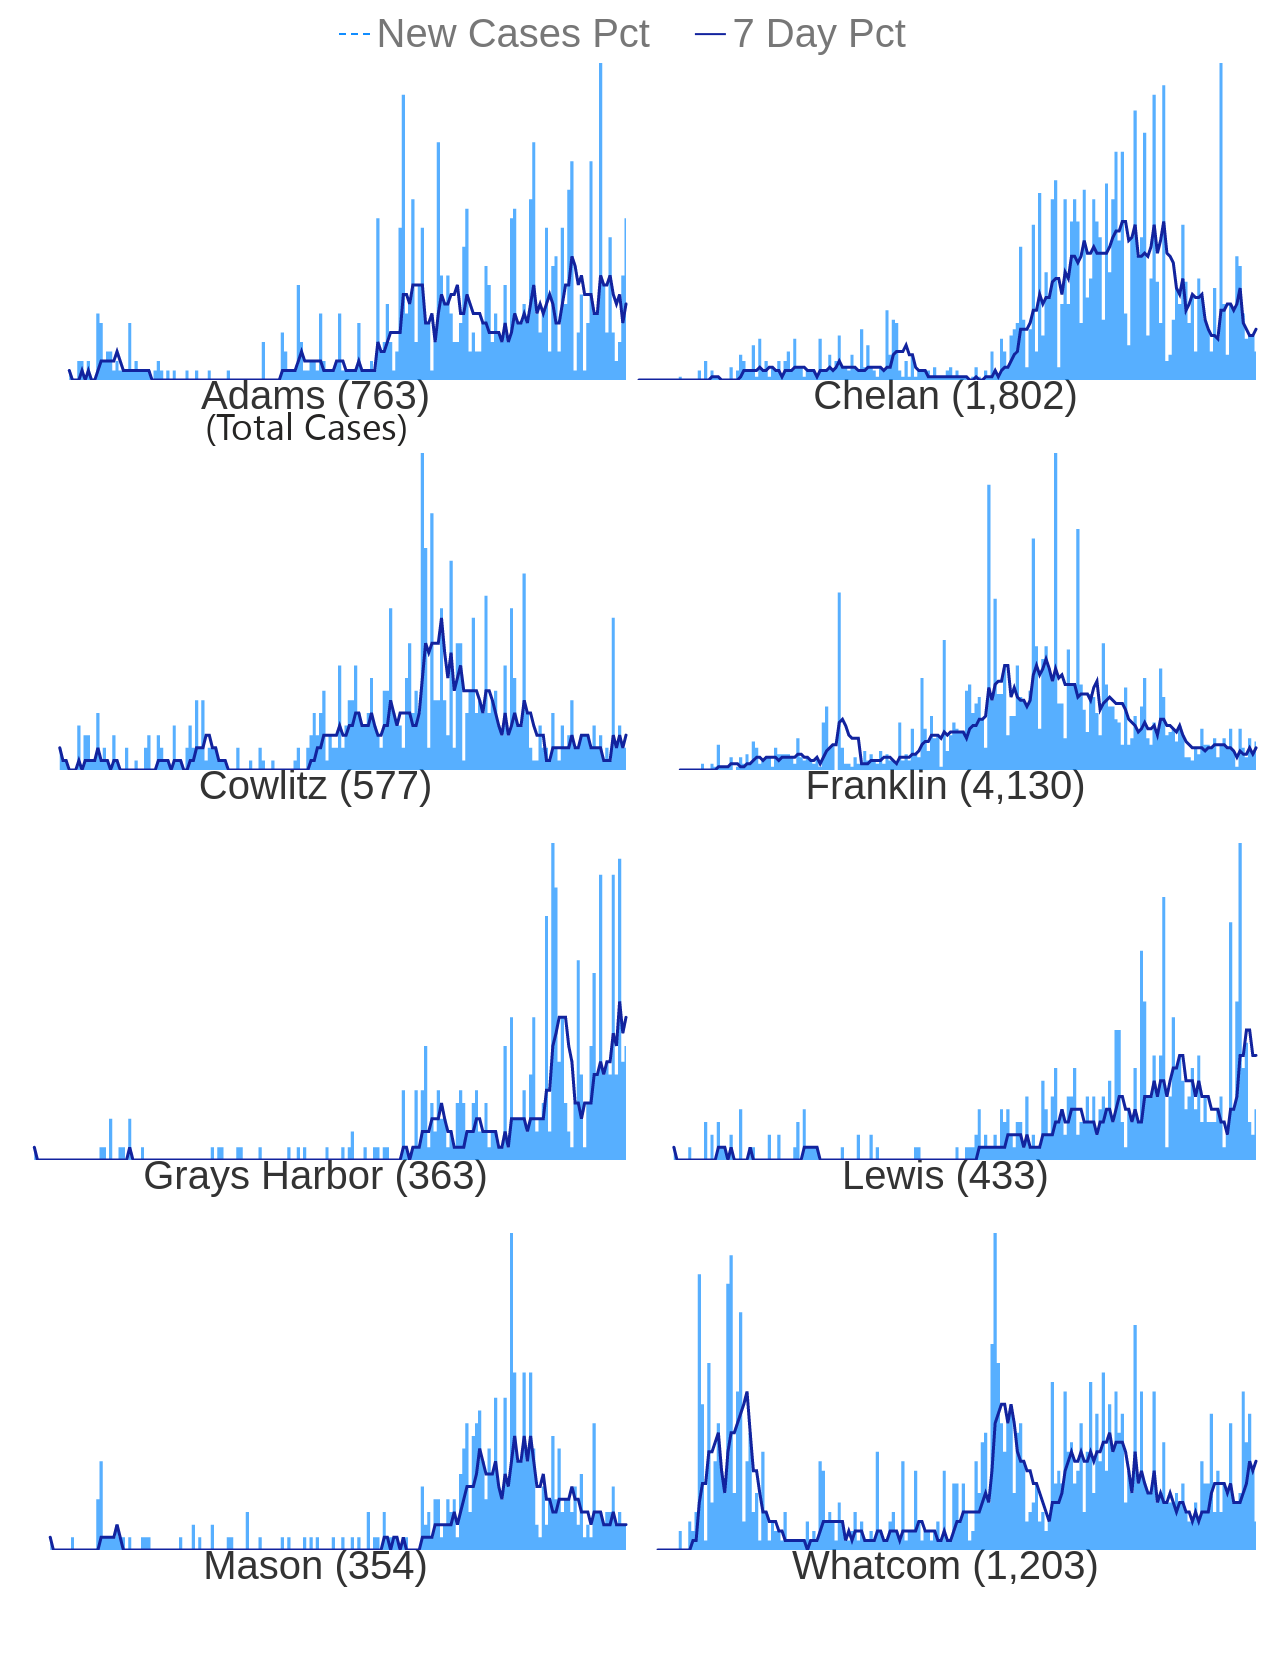 New Cases Pct 7 Day Pct
Adams (763) Chelan (1,802)
(Total Cases)
Cowlitz (577) Franklin (4,130)
Grays Harbor (363) Lewis (433)
Mason (354) Whatcom (1,203)